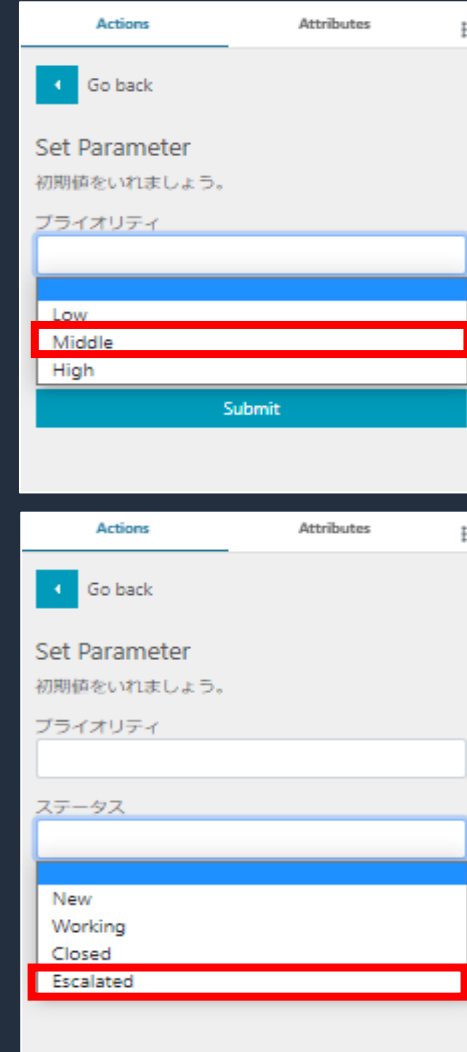 Actions Attributes
Go back
Set Parameter
初期値をいれましょう。
プライオリティ
Low
Middle
High
Submit
Actions Attributes
Go back
Set Parameter
初期値をいれましょう。
プライオリティ
ステータス
New
Working
Closed
Escalated